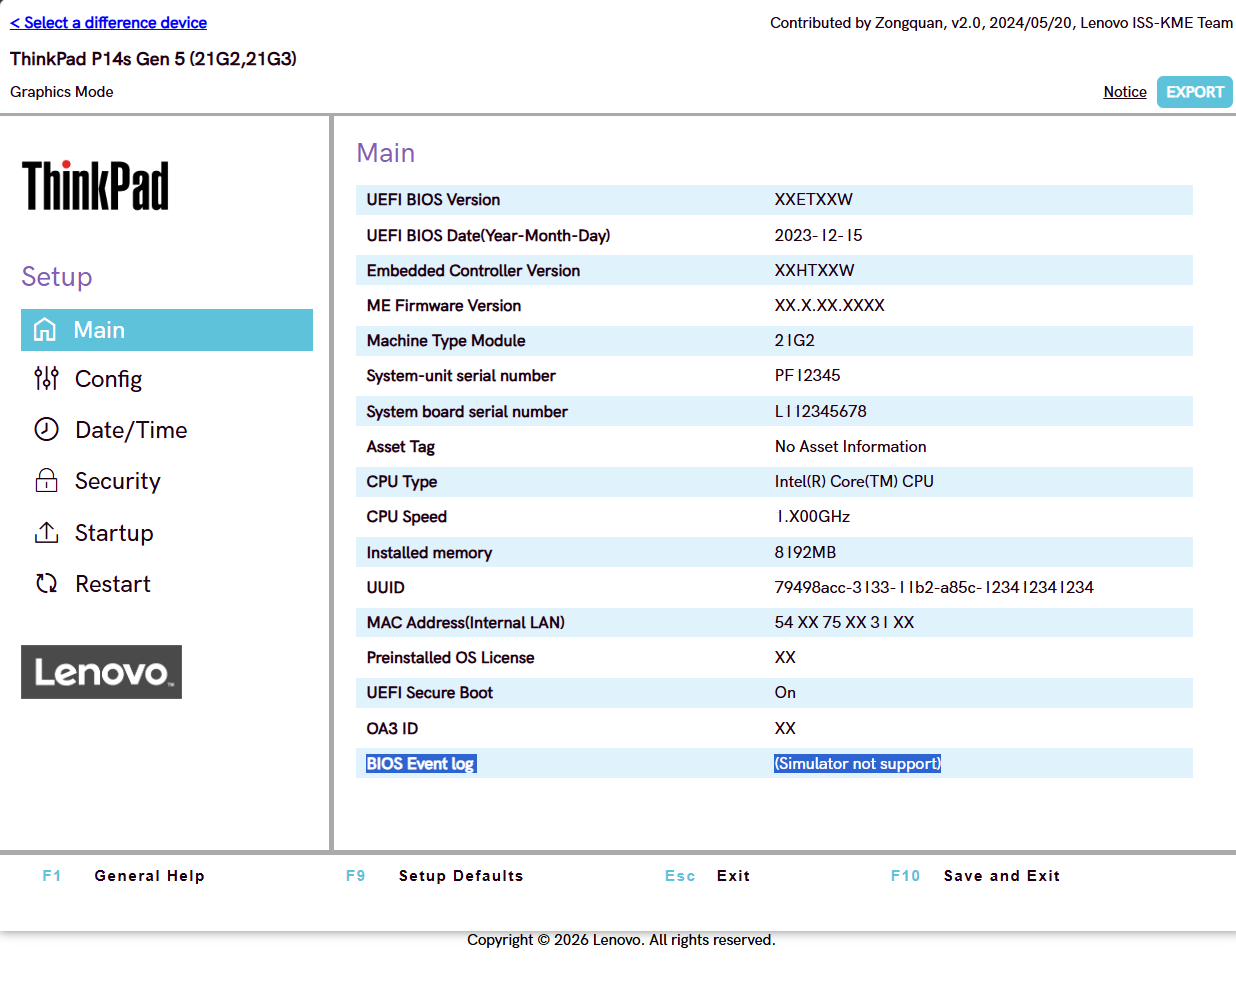 < Select a difference device
Contributed by Zongquan, v2.0, 2024/05/20, Lenovo ISS-KME Team
ThinkPad P14s Gen 5 (21G2,21G3)
Graphics Mode
Notice
EXPORT
ThinkPad
Setup
Main
Config
Date/Time
Security
Startup
Restart
Lenovo™
Main
UEFI BIOS Version XXETXXW
UEFI BIOS Date(Year-Month-Day) 2023-12-15
Embedded Controller Version XXHTXXW
ME Firmware Version XX.X.XX.XXXX
Machine Type Module 21G2
System-unit serial number PF12345
System board serial number L112345678
Asset Tag No Asset Information
CPU Type Intel(R) Core(TM) CPU
CPU Speed 1.X00GHz
Installed memory 8192MB
UUID 79498acc-3133-11b2-a85c-123412341234
MAC Address(Internal LAN) 54 XX 75 XX 31 XX
Preinstalled OS License XX
UEFI Secure Boot On
OA3 ID XX
BIOS Event log (Simulator not support)
F1 General Help F9 Setup Defaults Esc Exit F10 Save and Exit
Copyright © 2026 Lenovo. All rights reserved.